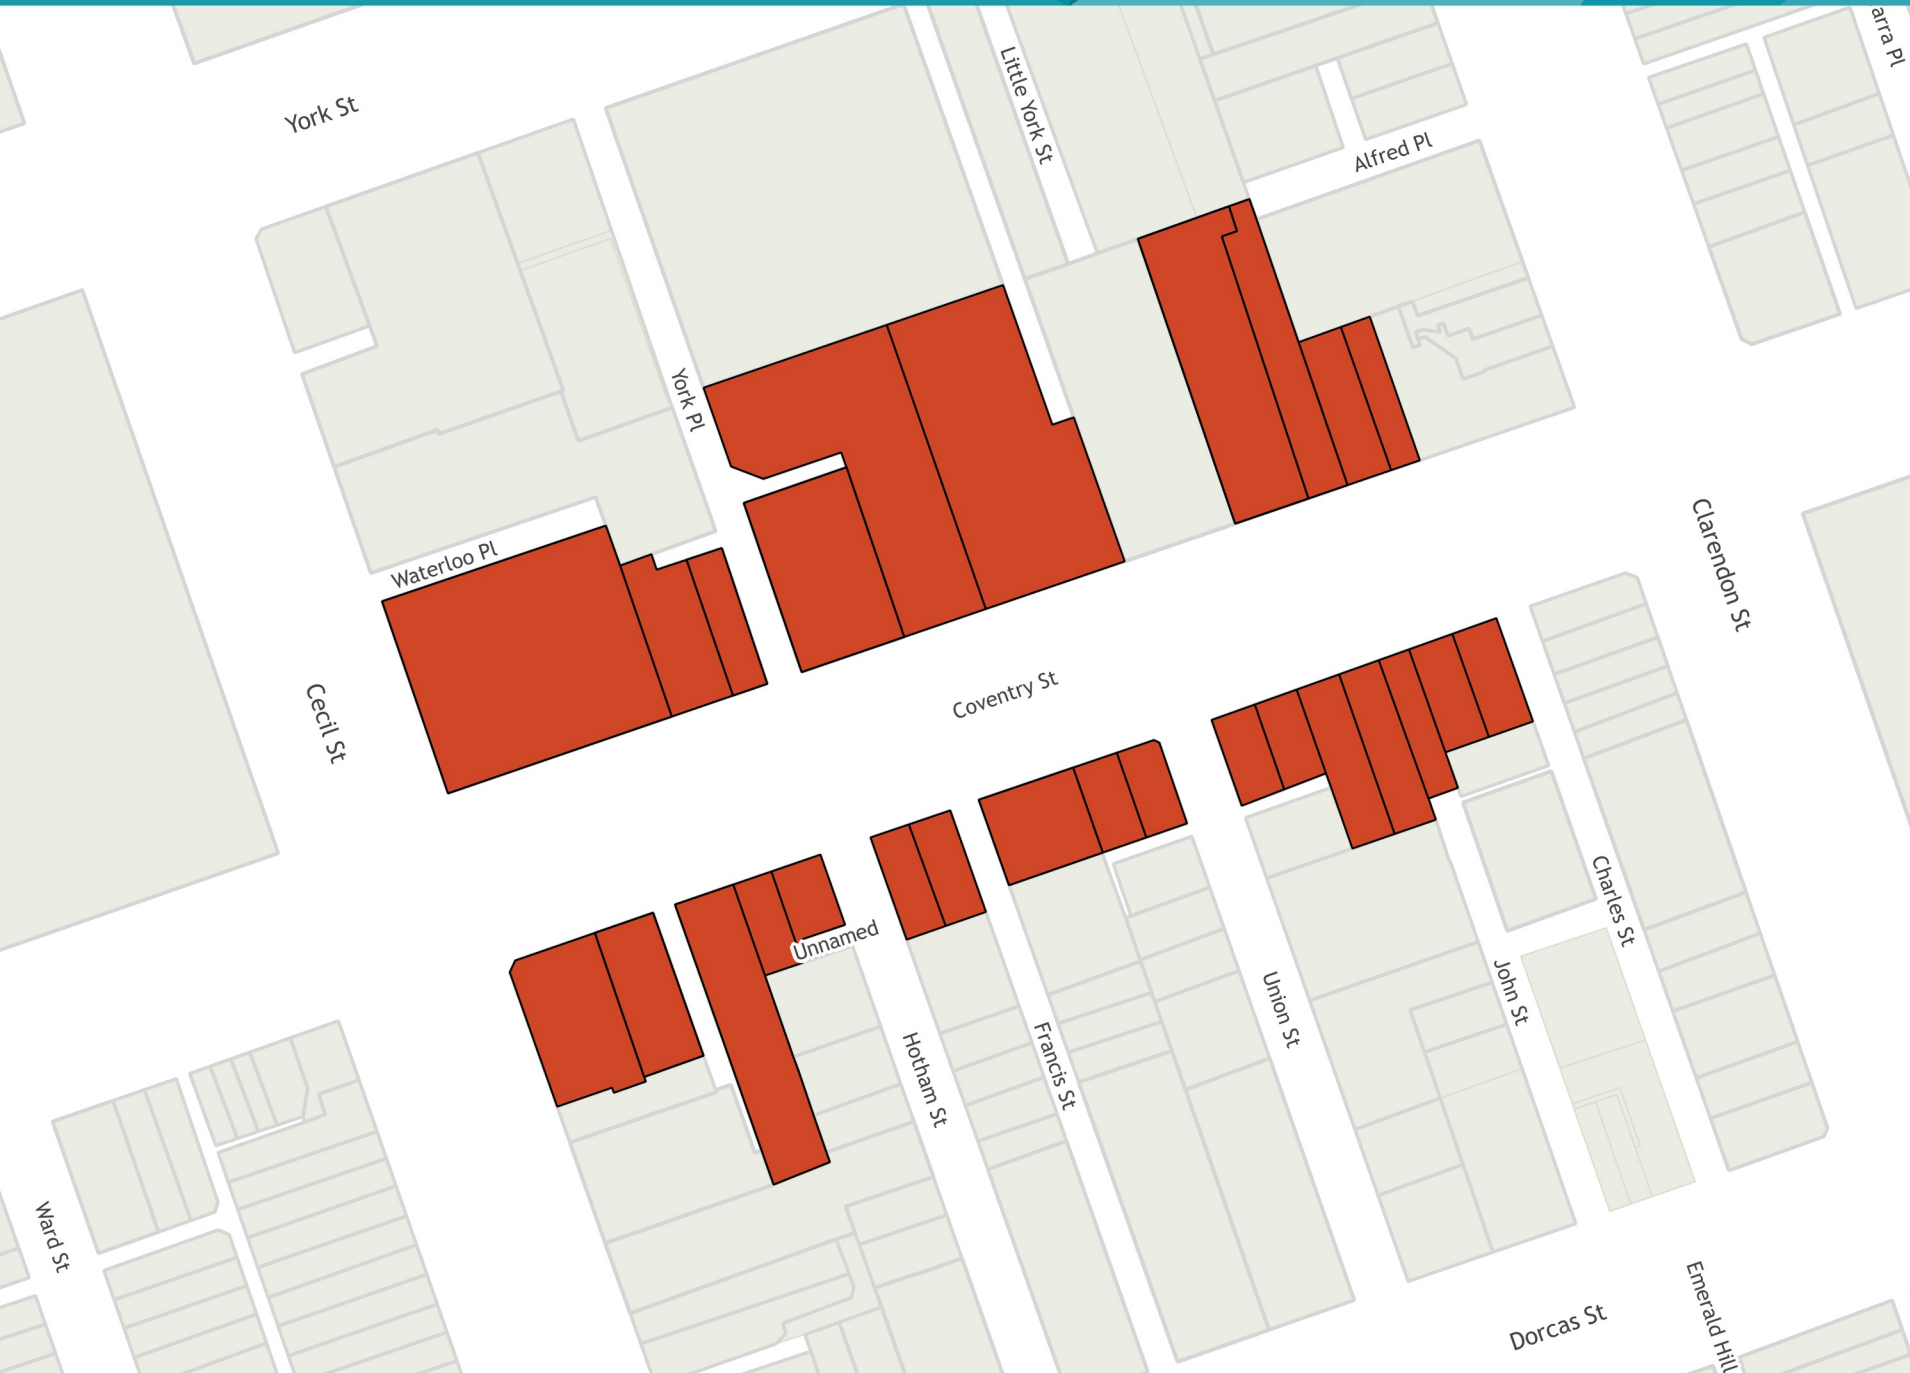 York St
Little York St
Alfred Pl
arra Pl
York Pl
Waterloo Pl
Cecil St
Coventry St
Clarendon St
Unnamed
Hotham St
Francis St
Union St
John St
Charles St
Ward St
Dorcas St
Emerald Hill